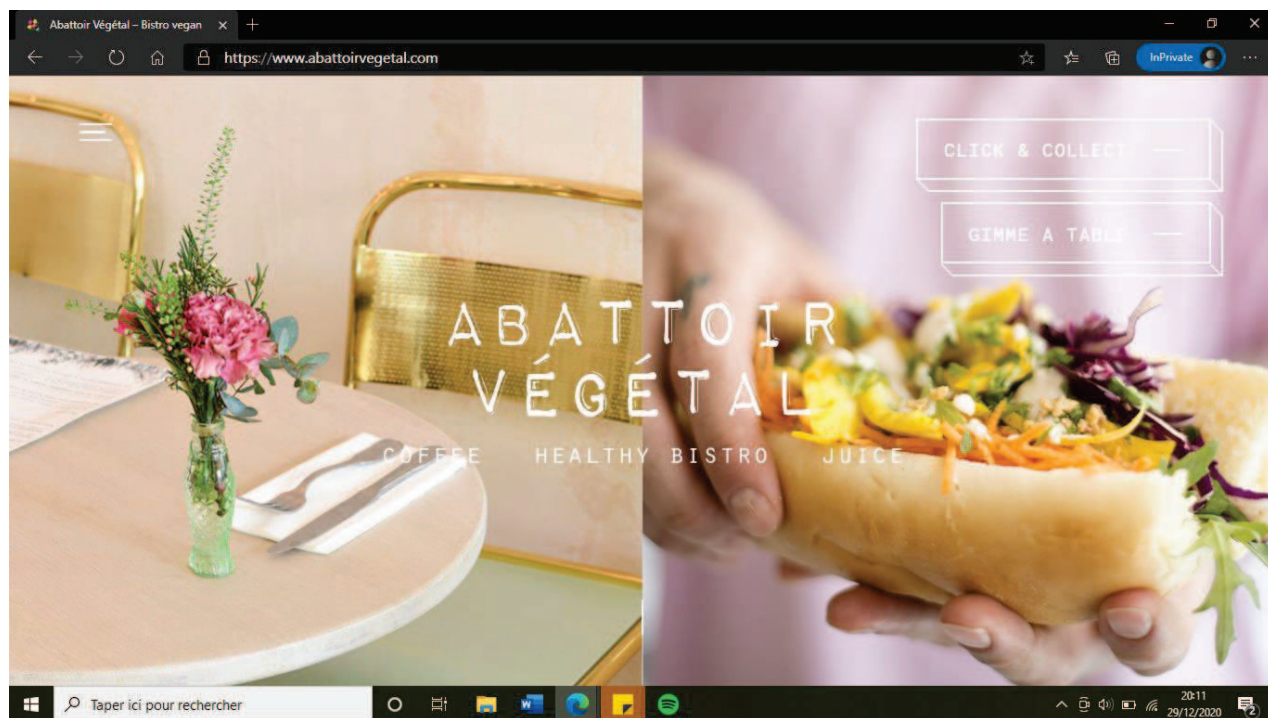 Abattoir Végétal – Bistro vegan
https://www.abattoirvegetal.com
InPrivate
CLICK & COLLECT
GIMME A TABLE
ABATTOIR
VÉGÉTAL
COFFEE HEALTHY BISTRO JUICE
Taper ici pour rechercher
20:11
29/12/2020
2